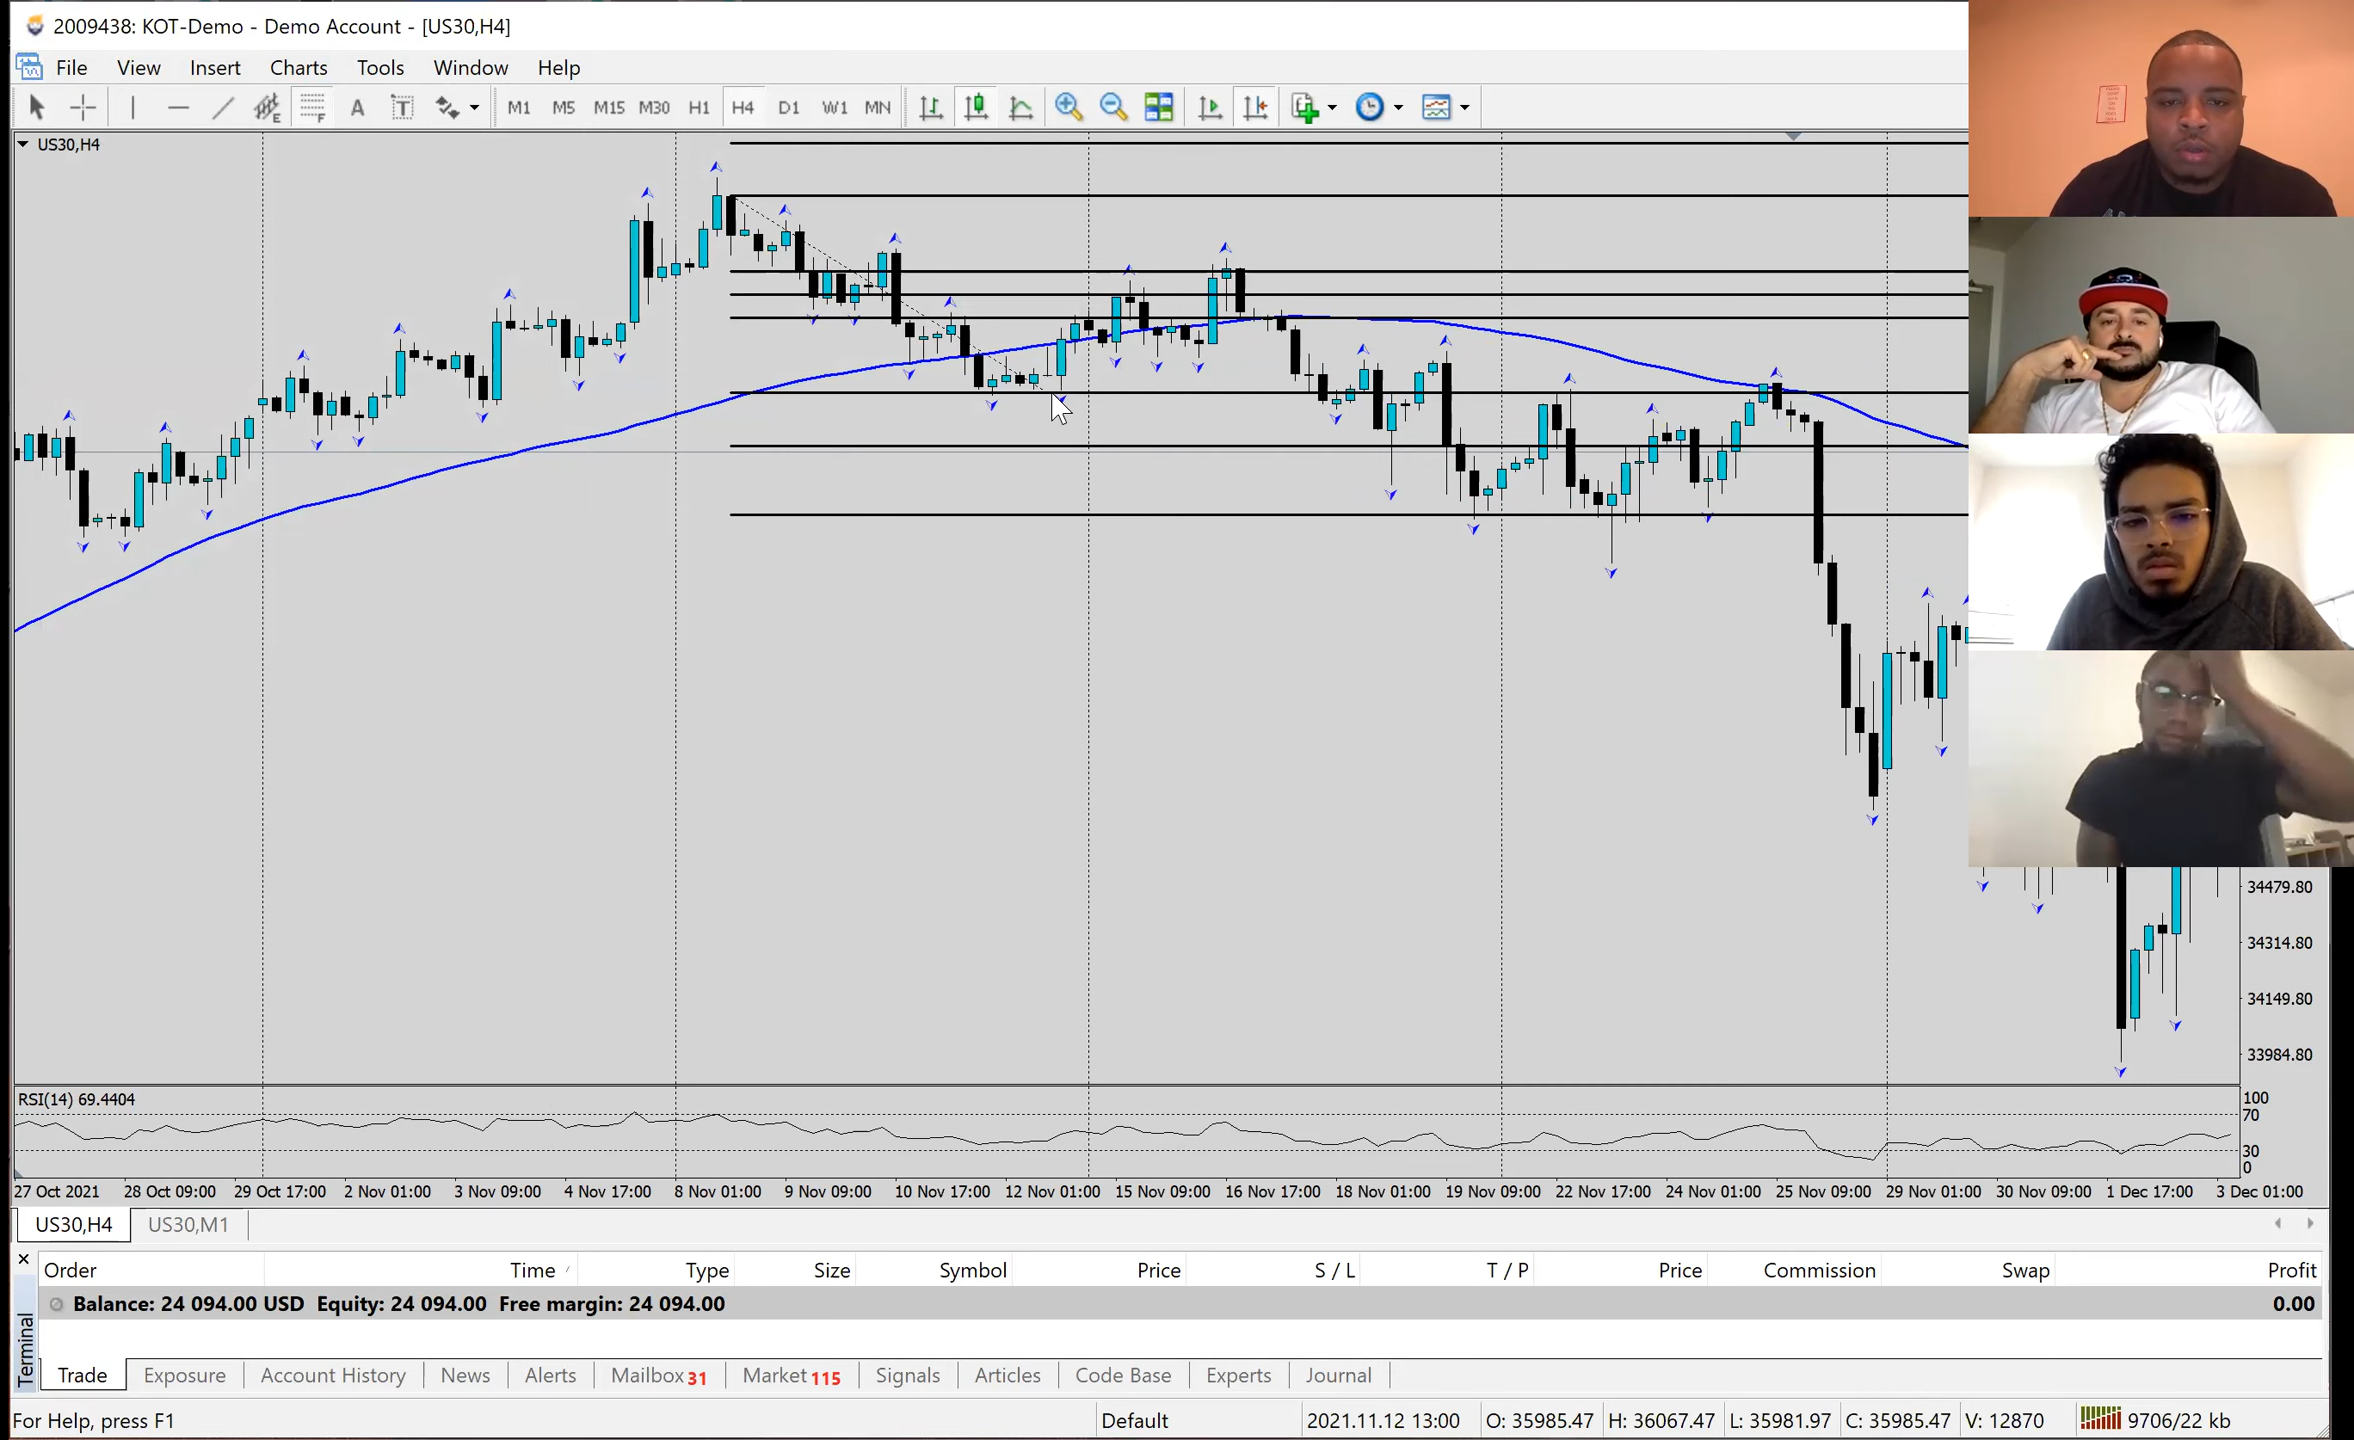 2009438: KOT-Demo - Demo Account - [US30,H4]
File View Insert Charts Tools Window Help
A T M1 M5 M15 M30 H1 H4 D1 W1 MN
US30,H4
34479.80
34314.80
34149.80
33984.80
RSI(14) 69.4404
100
70
30
0
27 Oct 2021 28 Oct 09:00 29 Oct 17:00 2 Nov 01:00 3 Nov 09:00 4 Nov 17:00 8 Nov 01:00 9 Nov 09:00 10 Nov 17:00 12 Nov 01:00 15 Nov 09:00 16 Nov 17:00 18 Nov 01:00 19 Nov 09:00 22 Nov 17:00 24 Nov 01:00 25 Nov 09:00 29 Nov 01:00 30 Nov 09:00 1 Dec 17:00 3 Dec 01:00
US30,H4 US30,M1
Order Time Type Size Symbol Price S / L T / P Price Commission Swap Profit
Balance: 24 094.00 USD Equity: 24 094.00 Free margin: 24 094.00 0.00
Terminal
Trade Exposure Account History News Alerts Mailbox 31 Market 115 Signals Articles Code Base Experts Journal
For Help, press F1 Default 2021.11.12 13:00 O: 35985.47 H: 36067.47 L: 35981.97 C: 35985.47 V: 12870 9706/22 kb